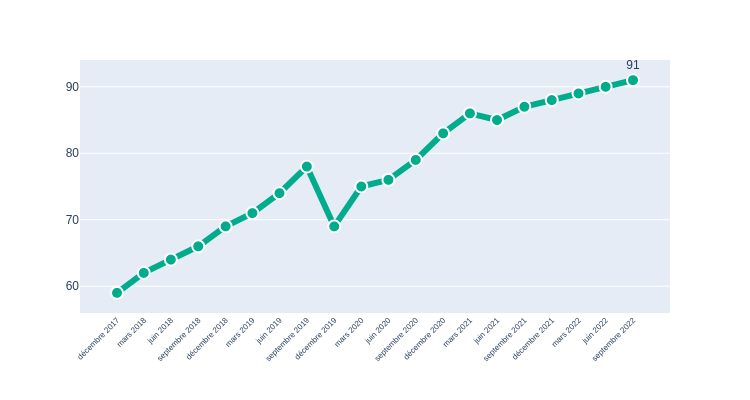 91
90
80
70
60
décembre 2017
mars 2018
juin 2018
septembre 2018
décembre 2018
mars 2019
juin 2019
septembre 2019
décembre 2019
mars 2020
juin 2020
septembre 2020
décembre 2020
mars 2021
juin 2021
septembre 2021
décembre 2021
mars 2022
juin 2022
septembre 2022